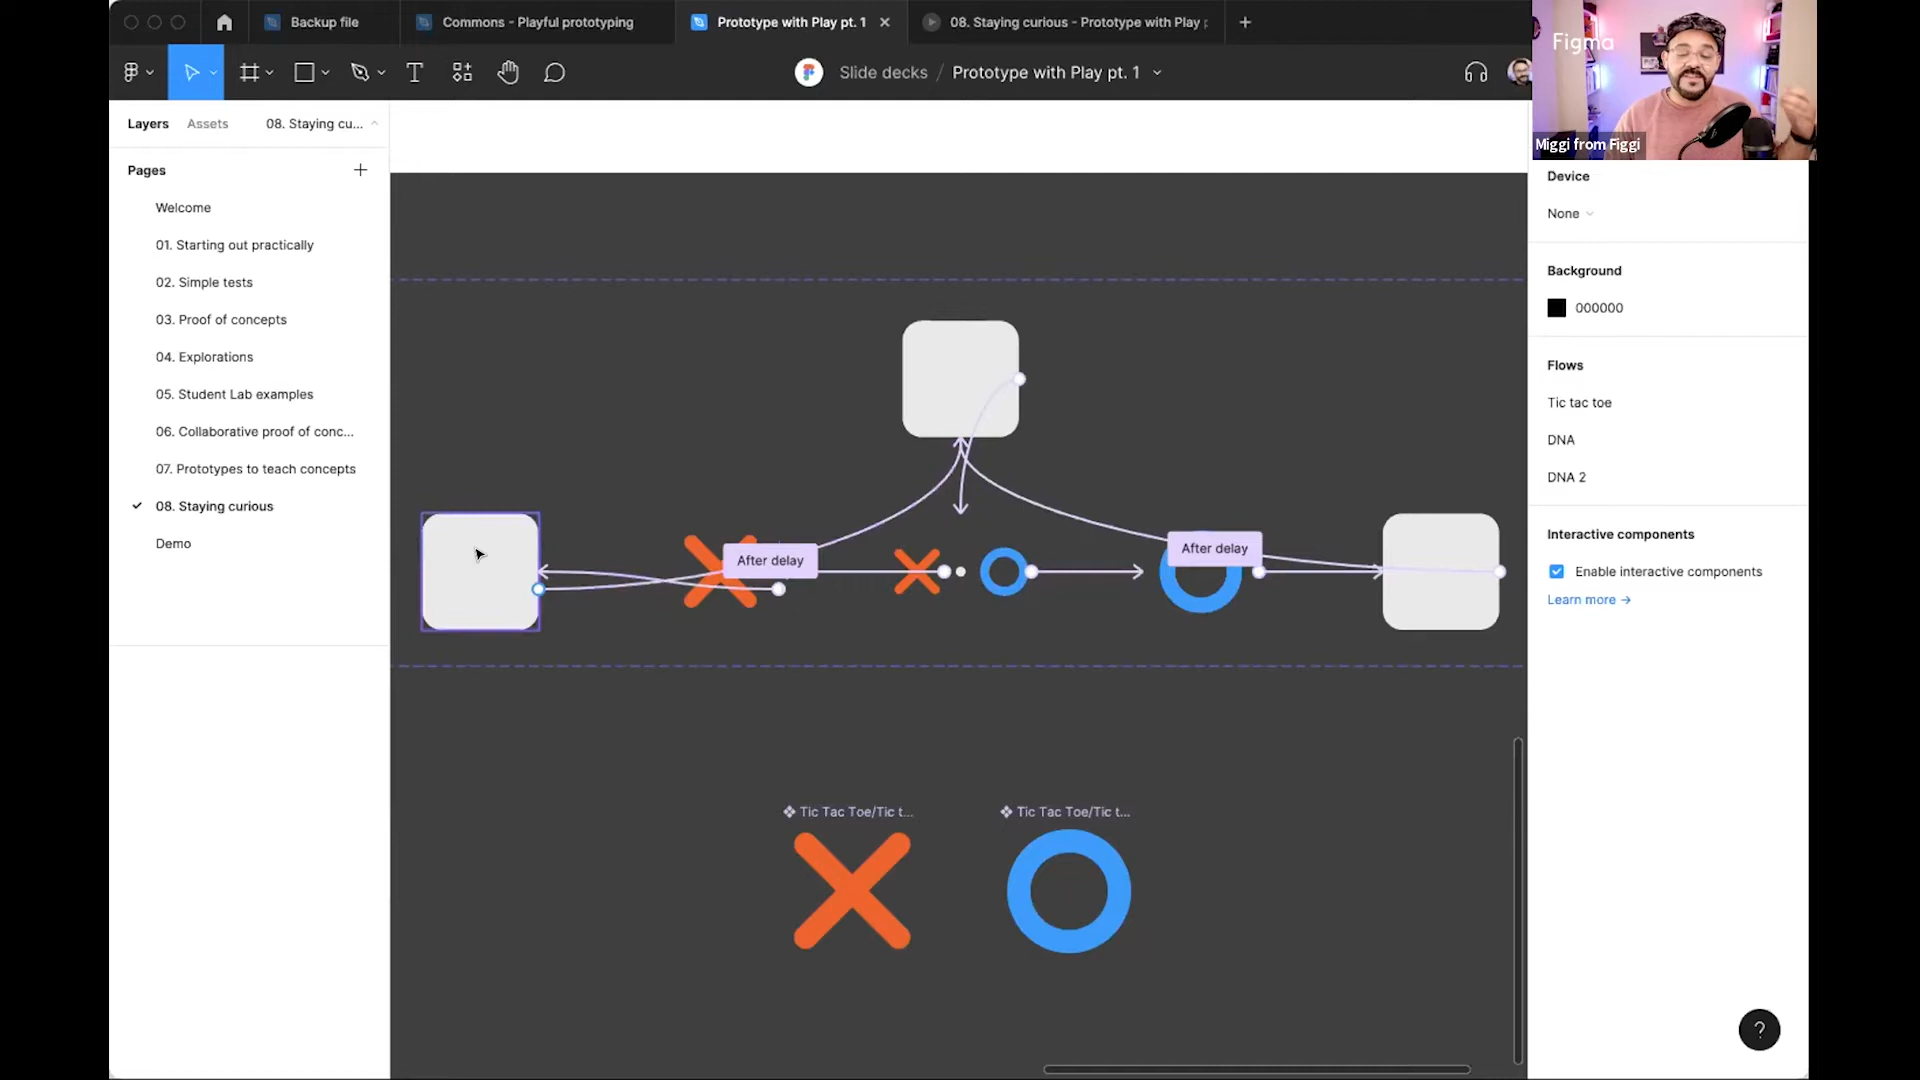 Backup file
Commons - Playful prototyping
Prototype with Play pt. 1
08. Staying curious - Prototype with Play
Slide decks / Prototype with Play pt. 1
Figma
Miggi from Figgi
Layers
Assets
08. Staying cu...
Pages
Welcome
01. Starting out practically
02. Simple tests
03. Proof of concepts
04. Explorations
05. Student Lab examples
06. Collaborative proof of conc...
07. Prototypes to teach concepts
08. Staying curious
Demo
After delay
After delay
Tic Tac Toe/Tic t...
Tic Tac Toe/Tic t...
Device
None
Background
000000
Flows
Tic tac toe
DNA
DNA 2
Interactive components
Enable interactive components
Learn more →
?